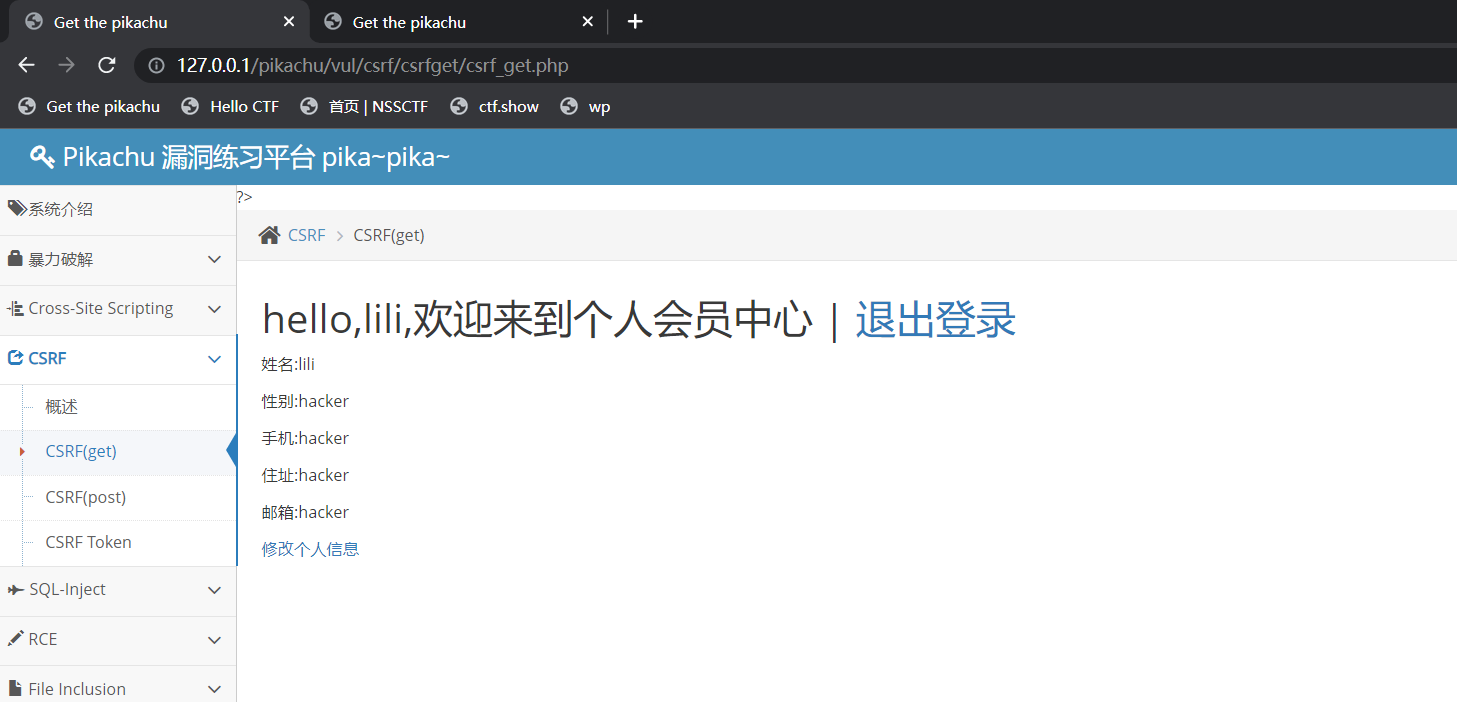 Get the pikachu
Get the pikachu
127.0.0.1/pikachu/vul/csrf/csrfget/csrf_get.php
Get the pikachu Hello CTF 首页 | NSSCTF ctf.show wp
Pikachu 漏洞练习平台 pika~pika~
系统介绍
暴力破解
Cross-Site Scripting
CSRF
概述
CSRF(get)
CSRF(post)
CSRF Token
SQL-Inject
RCE
File Inclusion
?>
CSRF > CSRF(get)
hello,lili,欢迎来到个人会员中心 | 退出登录
姓名:lili
性别:hacker
手机:hacker
住址:hacker
邮箱:hacker
修改个人信息